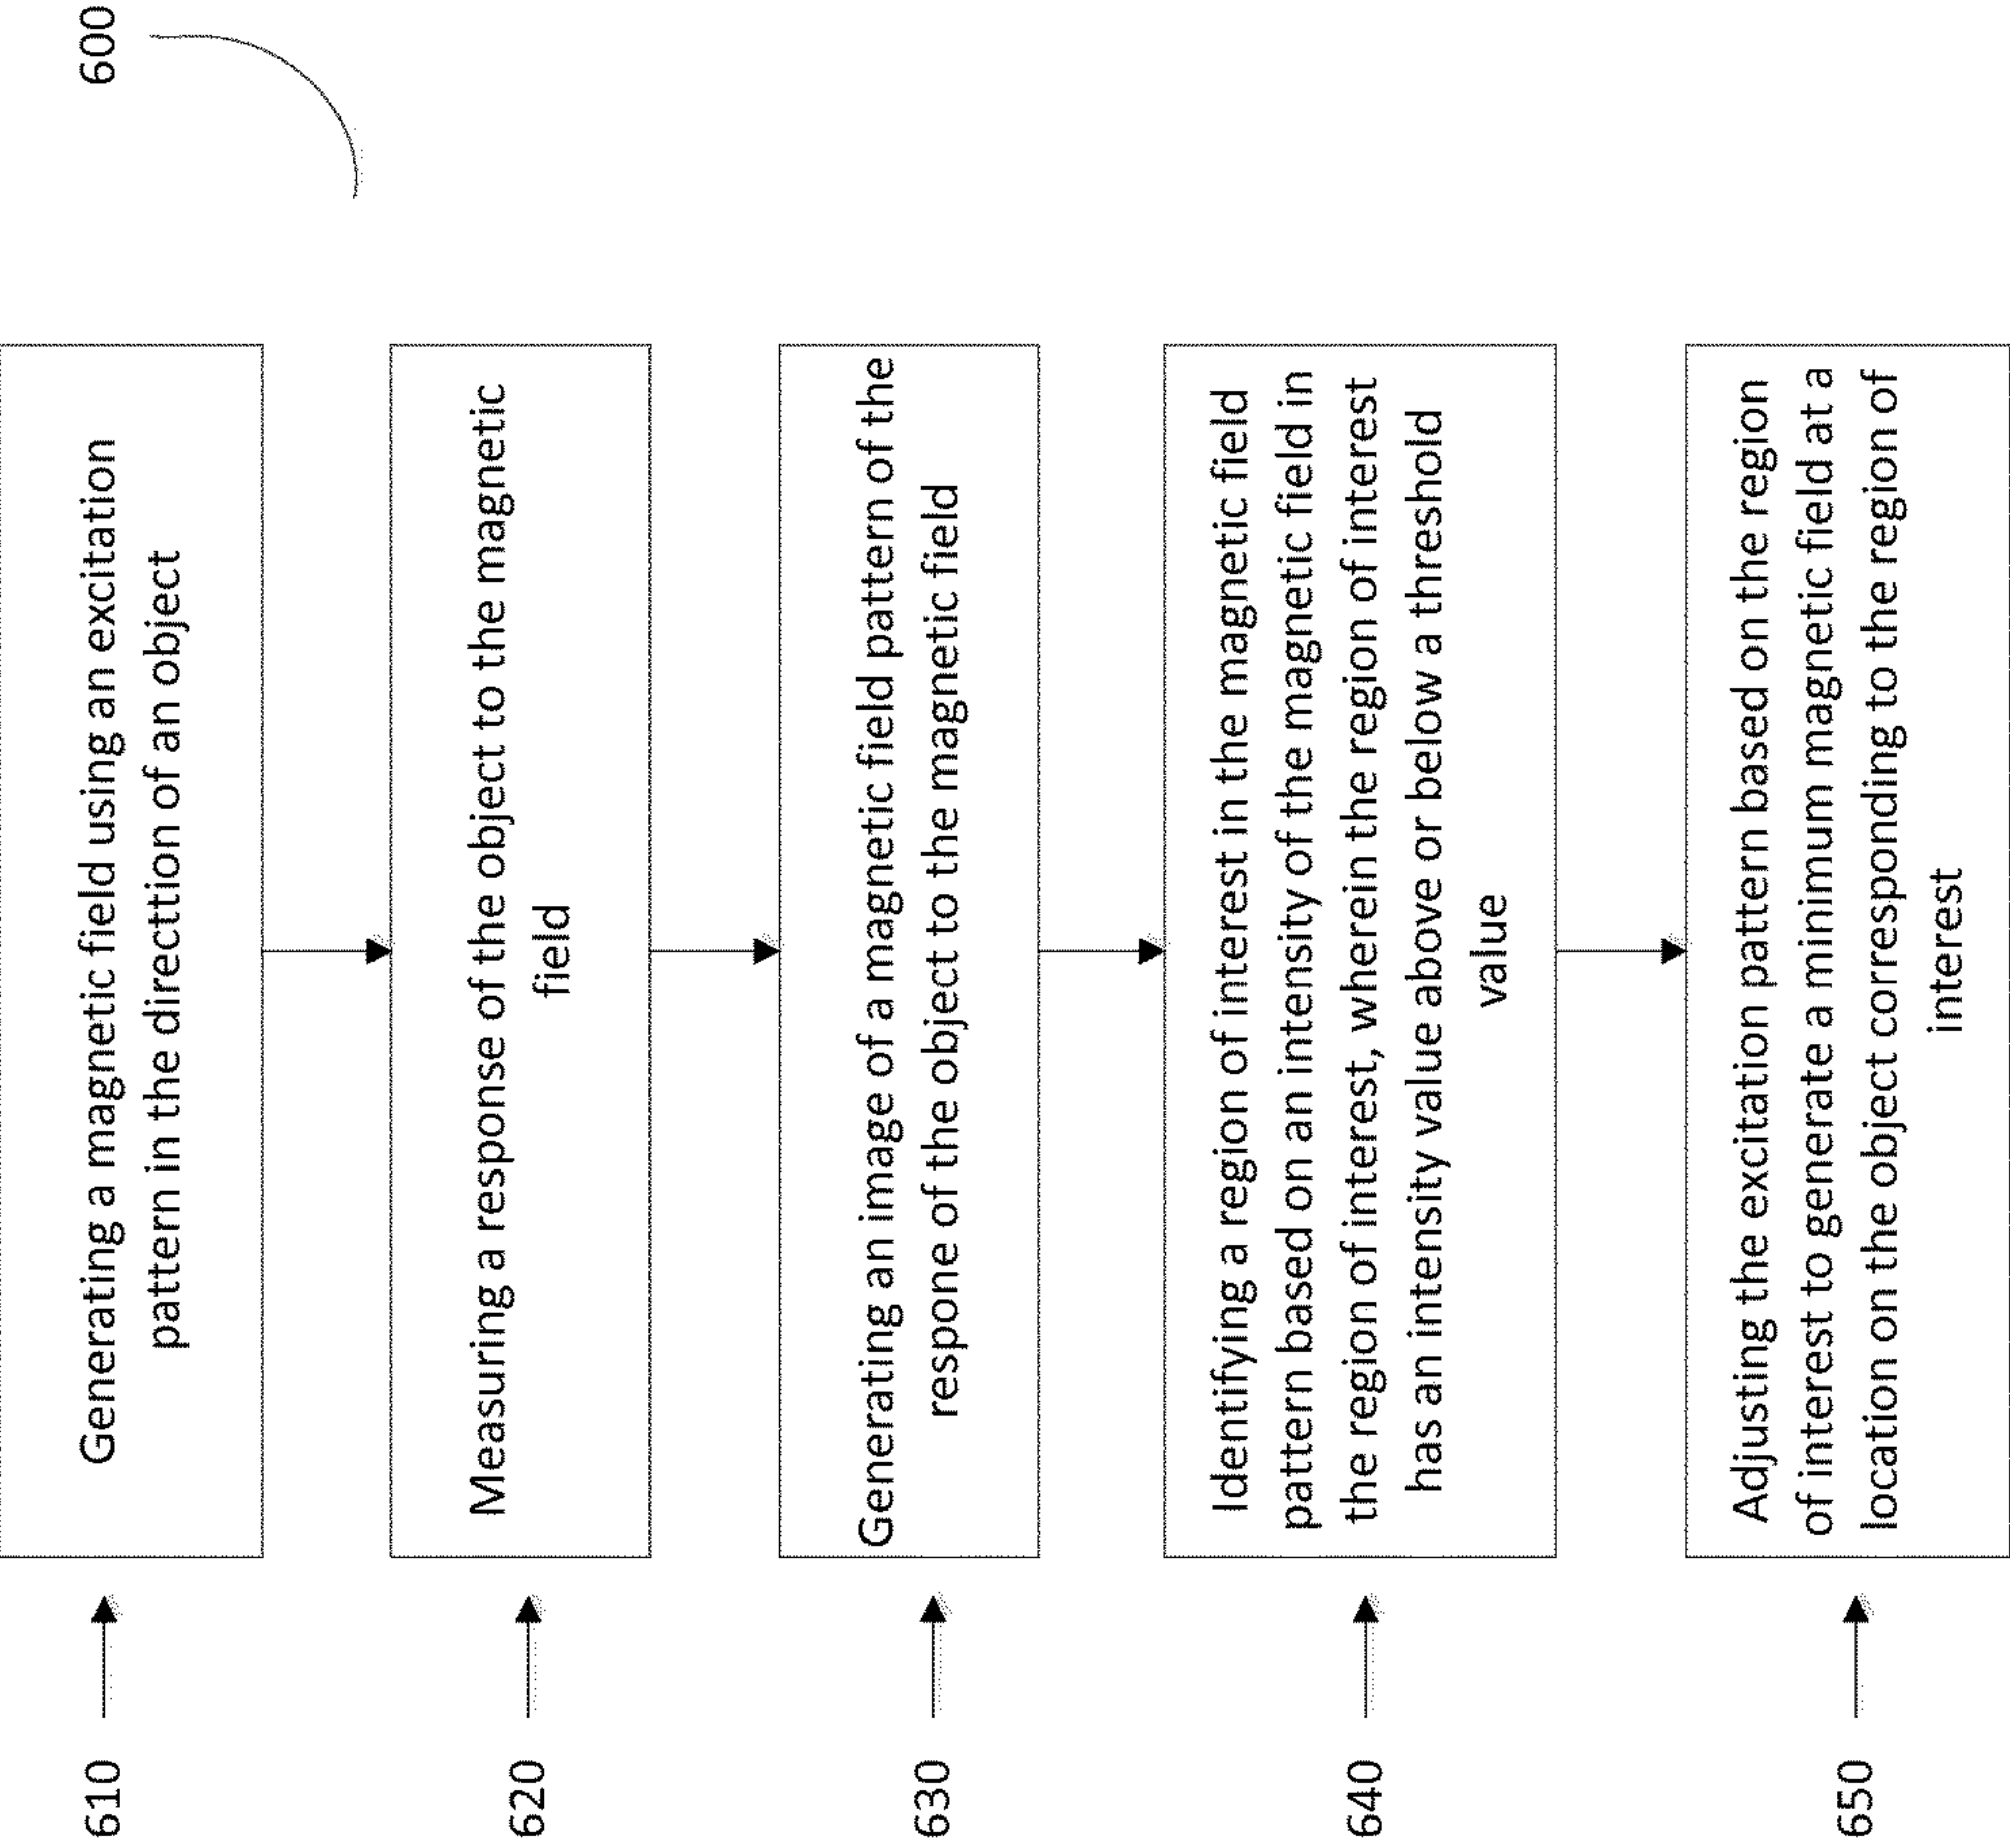 600
610
Generating a magnetic field using an excitation
pattern in the directtion of an object
620
Measuring a response of the object to the magnetic
field
630
Generating an image of a magnetic field pattern of the
respone of the object to the magnetic field
640
Identifying a region of interest in the magnetic field
pattern based on an intensity of the magnetic field in
the region of interest, wherein the region of interest
has an intensity value above or below a threshold
value
650
Adjusting the excitation pattern based on the region
of interest to generate a minimum magnetic field at a
location on the object corresponding to the region of
interest